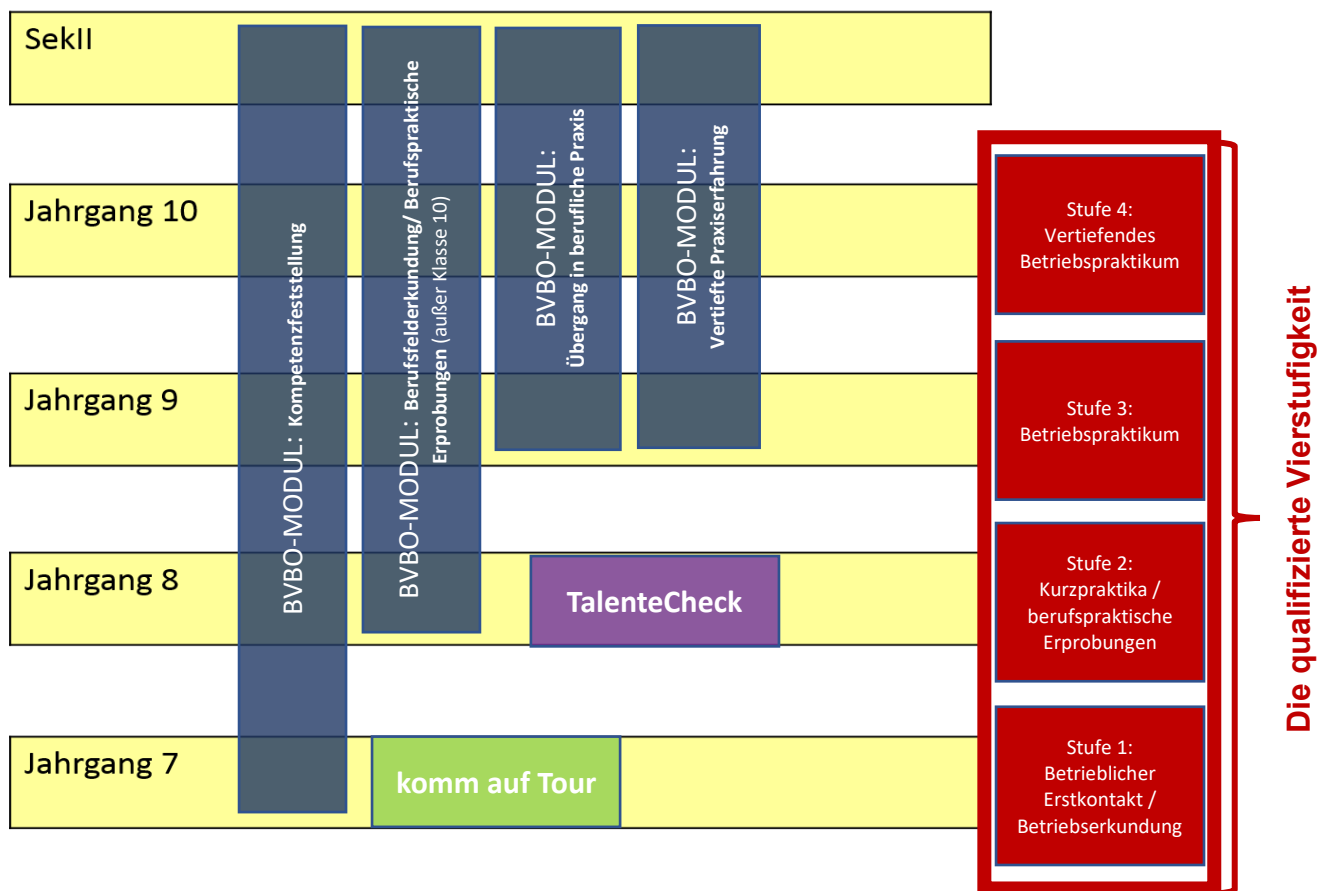 SekII
Jahrgang 10
Jahrgang 9
Jahrgang 8
Jahrgang 7
BVBO-MODUL: Kompetenzfeststellung
BVBO-MODUL: Berufsfelderkundung/ Berufspraktische
Erprobungen (außer Klasse 10)
BVBO-MODUL:
Übergang in berufliche Praxis
BVBO-MODUL:
Vertiefte Praxiserfahrung
TalenteCheck
komm auf Tour
Stufe 4:
Vertiefendes
Betriebspraktikum
Stufe 3:
Betriebspraktikum
Stufe 2:
Kurzpraktika /
berufspraktische
Erprobungen
Stufe 1:
Betrieblicher
Erstkontakt /
Betriebserkundung
Die qualifizierte Vierstufigkeit